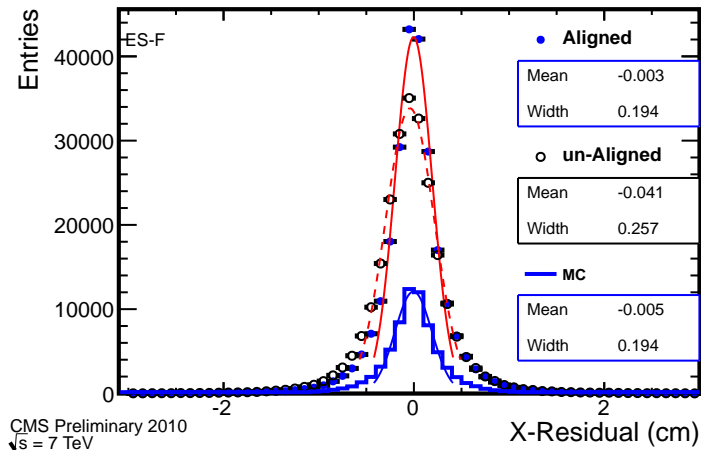 Entries
40000
30000
20000
10000
0
ES-F
Aligned
Mean -0.003
Width 0.194
un-Aligned
Mean -0.041
Width 0.257
MC
Mean -0.005
Width 0.194
-2 0 2
CMS Preliminary 2010
√s = 7 TeV
X-Residual (cm)